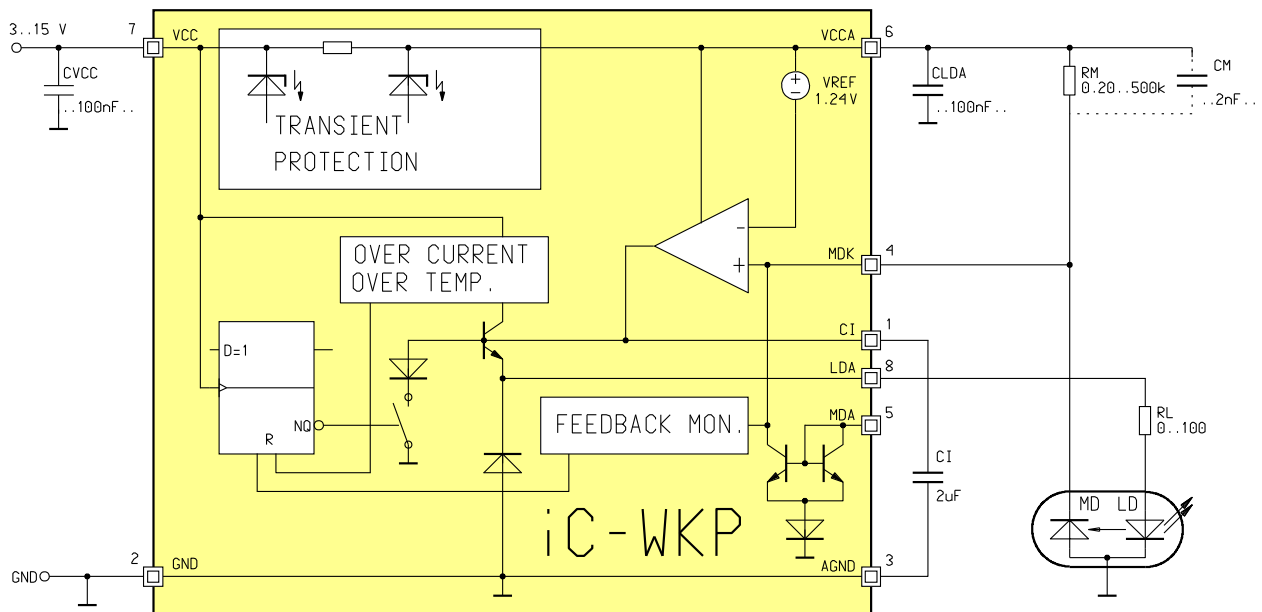 3..15 V
7
VCC
VCCA
6
CVCC
..100nF..
TRANSIENT
PROTECTION
VREF
1.24V
CLDA
..100nF..
RM
0.20..500k
CM
..2nF..
OVER CURRENT
OVER TEMP.
-
+
MDK
4
D=1
CI
1
LDA
8
NQ
R
FEEDBACK MON.
MDA
5
RL
0..100
CI
2uF
MD LD
iC-WKP
GND
2
GND
AGND
3